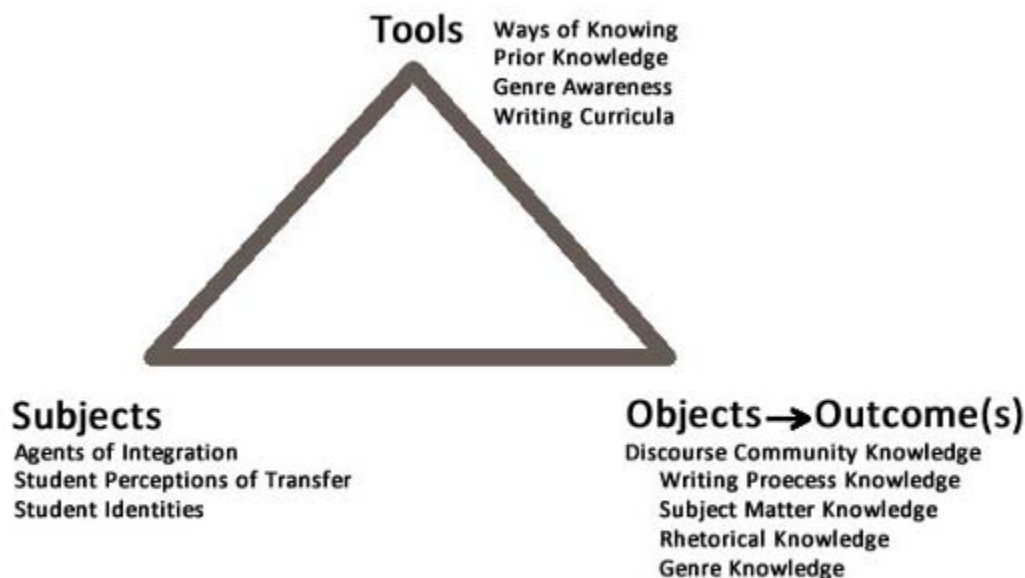 Tools
Ways of Knowing
Prior Knowledge
Genre Awareness
Writing Curricula
Subjects
Agents of Integration
Student Perceptions of Transfer
Student Identities
Objects→Outcome(s)
Discourse Community Knowledge
Writing Proecess Knowledge
Subject Matter Knowledge
Rhetorical Knowledge
Genre Knowledge